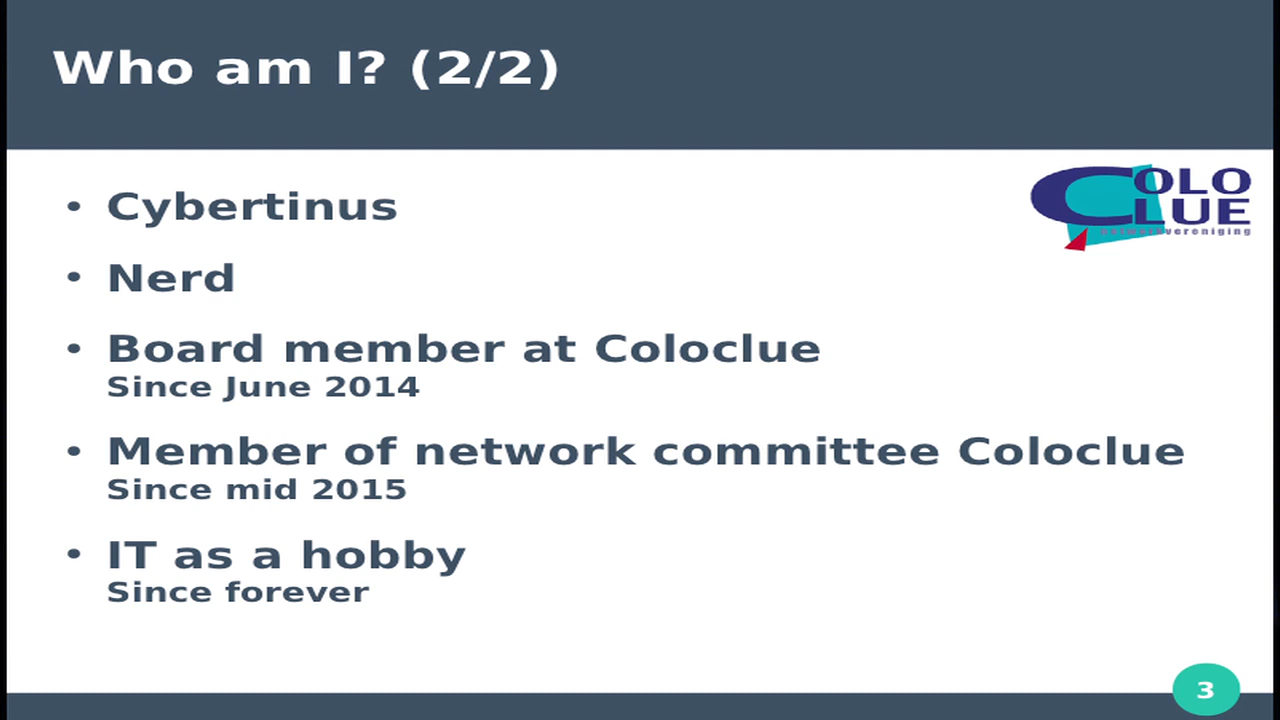 Who am I? (2/2)
COLO
CLUE
netwerkvereniging
• Cybertinus
• Nerd
• Board member at Coloclue
Since June 2014
• Member of network committee Coloclue
Since mid 2015
• IT as a hobby
Since forever
3